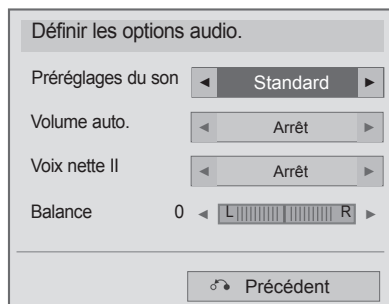 Définir les options audio.
Préréglages du son ◄ Standard ►
Volume auto. ◄ Arrêt ►
Voix nette II ◄ Arrêt ►
Balance 0 ◄ L R ►
Précédent